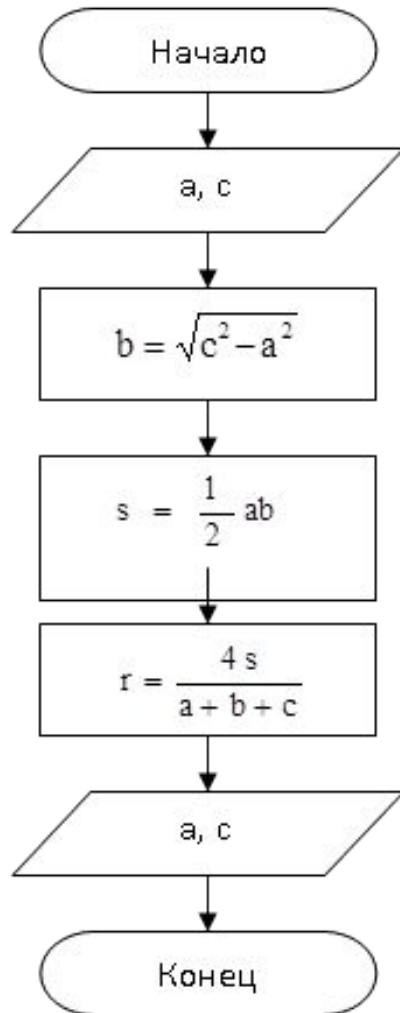 Начало
a, c
b = √c² − a²
s = 1/2 ab
r = 4 s / a + b + c
a, c
Конец